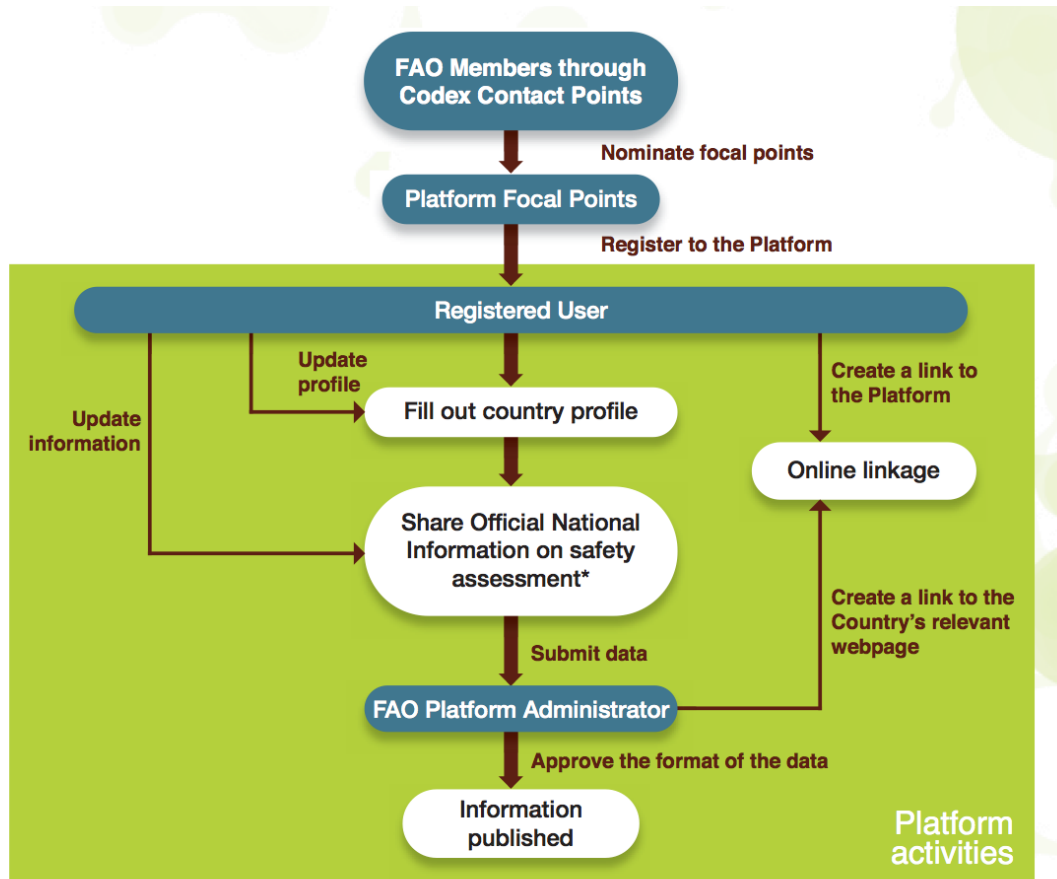 FAO Members through
Codex Contact Points
Nominate focal points
Platform Focal Points
Register to the Platform
Registered User
Update
profile
Create a link to
the Platform
Fill out country profile
Update
information
Online linkage
Share Official National
Information on safety
assessment*
Create a link to the
Country's relevant
webpage
Submit data
FAO Platform Administrator
Approve the format of the data
Information
published
Platform
activities